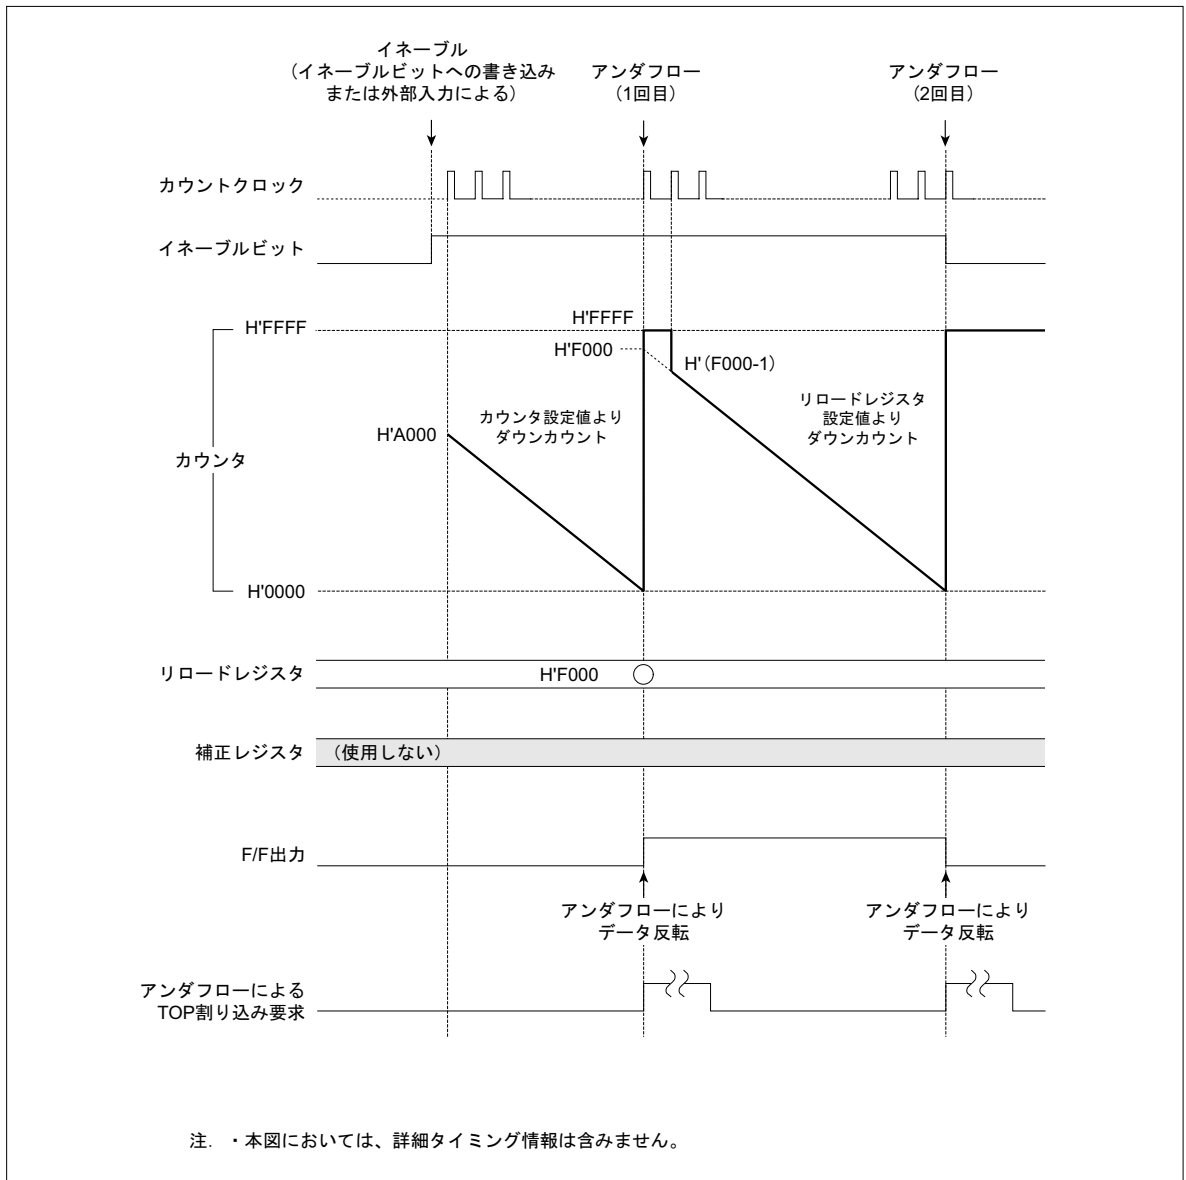 イネーブル
（イネーブルビットへの書き込み
または外部入力による）
アンダフロー
（1回目）
アンダフロー
（2回目）
カウントクロック
イネーブルビット
H'FFFF
H'FFFF
H'F000
H'（F000-1）
カウンタ設定値より
ダウンカウント
リロードレジスタ
設定値より
ダウンカウント
H'A000
カウンタ
H'0000
リロードレジスタ
H'F000
補正レジスタ
（使用しない）
F/F出力
アンダフローにより
データ反転
アンダフローにより
データ反転
アンダフローによる
TOP割り込み要求
注. ・本図においては、詳細タイミング情報は含みません。